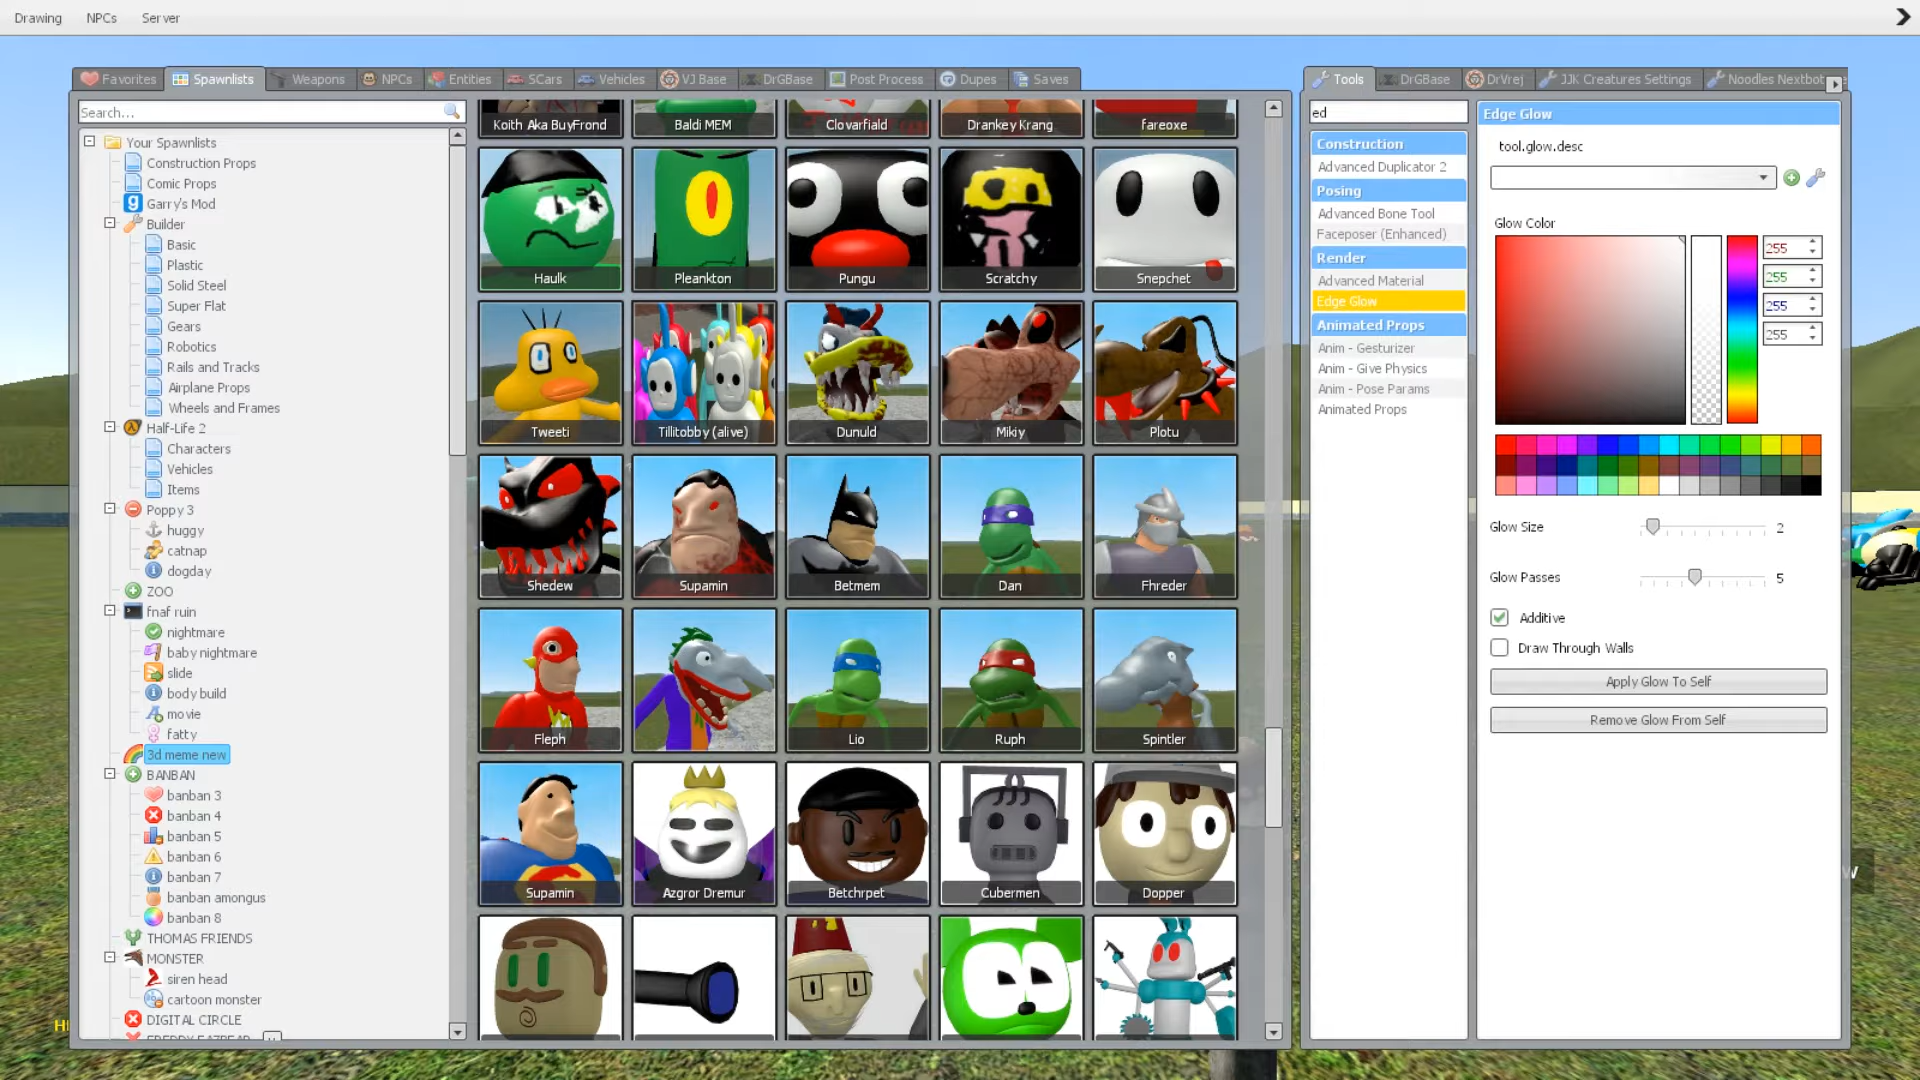 Drawing NPCs Server
Favorites Spawnlists Weapons NPCs Entities SCars Vehicles VJ Base DrGBase Post Process Dupes Saves
Search...
Your Spawnlists
Construction Props
Comic Props
Garry's Mod
Builder
Basic
Plastic
Solid Steel
Super Flat
Gears
Robotics
Rails and Tracks
Airplane Props
Wheels and Frames
Half-Life 2
Characters
Vehicles
Items
Poppy 3
huggy
catnap
dogday
ZOO
fnaf ruin
nightmare
baby nightmare
slide
body build
movie
fatty
3d meme new
BANBAN
banban 3
banban 4
banban 5
banban 6
banban 7
banban amongus
banban 8
THOMAS FRIENDS
MONSTER
siren head
cartoon monster
DIGITAL CIRCLE
Koith Aka BuyFrond Baldi MEM Clovarfiald Drankey Krang fareoxe
Haulk Pleankton Pungu Scratchy Snepchet
Tweeti Tillitobby (alive) Dunuld Mikiy Plotu
Shedew Supamin Betmem Dan Fhreder
Fleph Lio Ruph Spintler
Supamin Azgror Dremur Betchrpet Cubermen Dopper
Tools DrGBase DrVrej JJK Creatures Settings Noodles Nextbot
ed
Construction
Advanced Duplicator 2
Posing
Advanced Bone Tool
Faceposer (Enhanced)
Render
Advanced Material
Edge Glow
Animated Props
Anim - Gesturizer
Anim - Give Physics
Anim - Pose Params
Animated Props
Edge Glow
tool.glow.desc
Glow Color
255
255
255
255
Glow Size 2
Glow Passes 5
Additive
Draw Through Walls
Apply Glow To Self
Remove Glow From Self